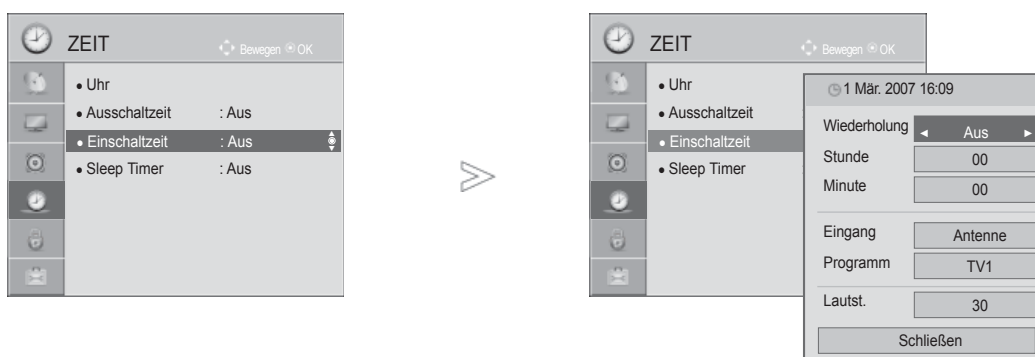 ZEIT Bewegen OK
• Uhr
• Ausschaltzeit : Aus
• Einschaltzeit : Aus
• Sleep Timer : Aus
ZEIT Bewegen OK
• Uhr
• Ausschaltzeit
• Einschaltzeit
• Sleep Timer
1 Mär. 2007 16:09
Wiederholung ◄ Aus ►
Stunde 00
Minute 00
Eingang Antenne
Programm TV1
Lautst. 30
Schließen